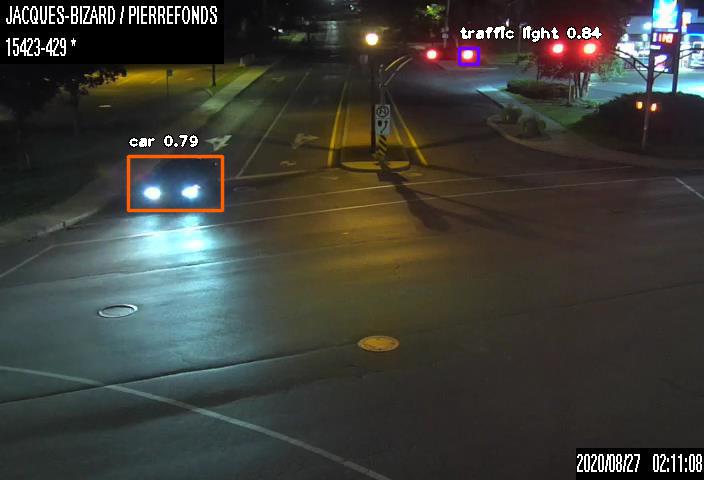 JACQUES-BIZARD / PIERREFONDS
15423-429 *
traffic light 0.84
car 0.79
2020/08/27 02:11:08